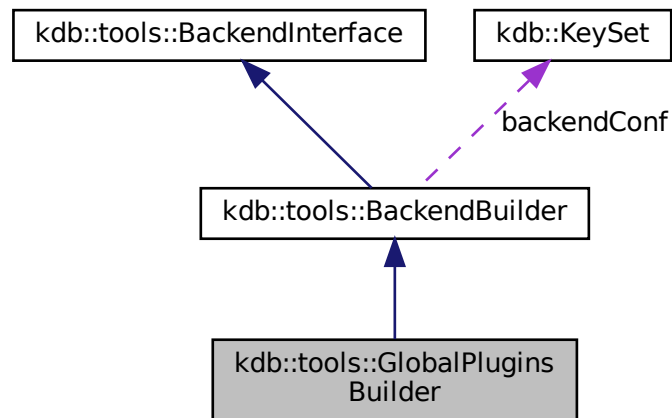 kdb::tools::BackendInterface
kdb::KeySet
backendConf
kdb::tools::BackendBuilder
kdb::tools::GlobalPlugins
Builder